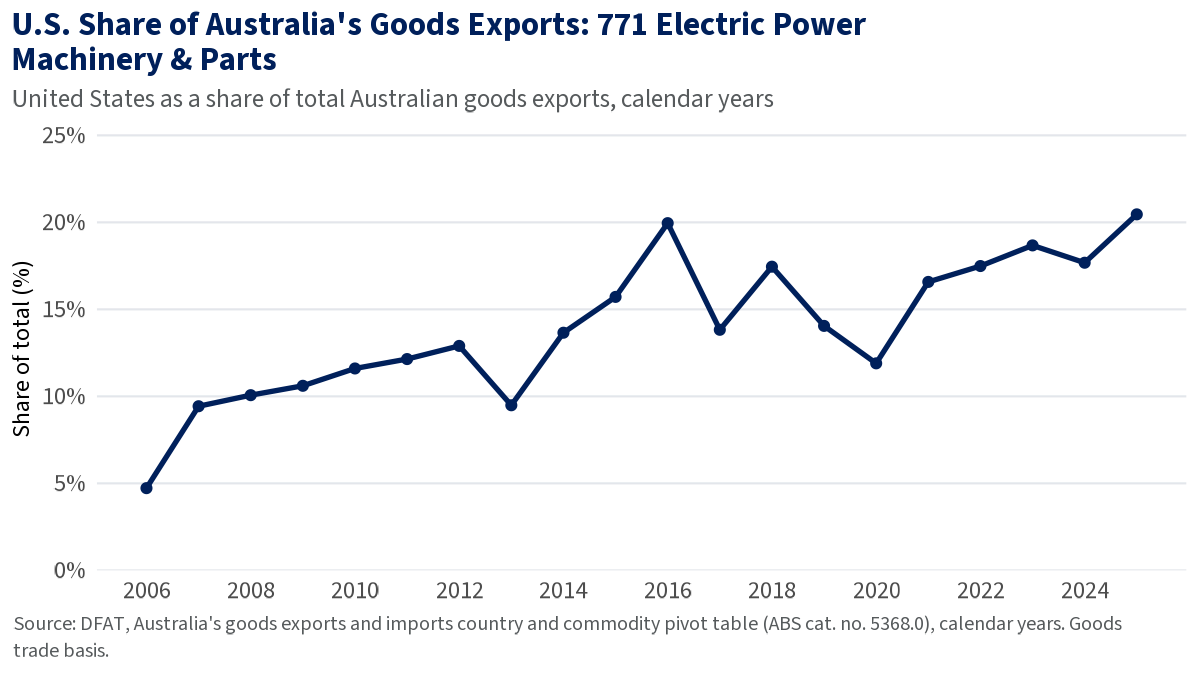 U.S. Share of Australia's Goods Exports: 771 Electric Power
Machinery & Parts
United States as a share of total Australian goods exports, calendar years
25%
20%
15%
10%
5%
0%
Share of total (%)
2006 2008 2010 2012 2014 2016 2018 2020 2022 2024
Source: DFAT, Australia's goods exports and imports country and commodity pivot table (ABS cat. no. 5368.0), calendar years. Goods
trade basis.